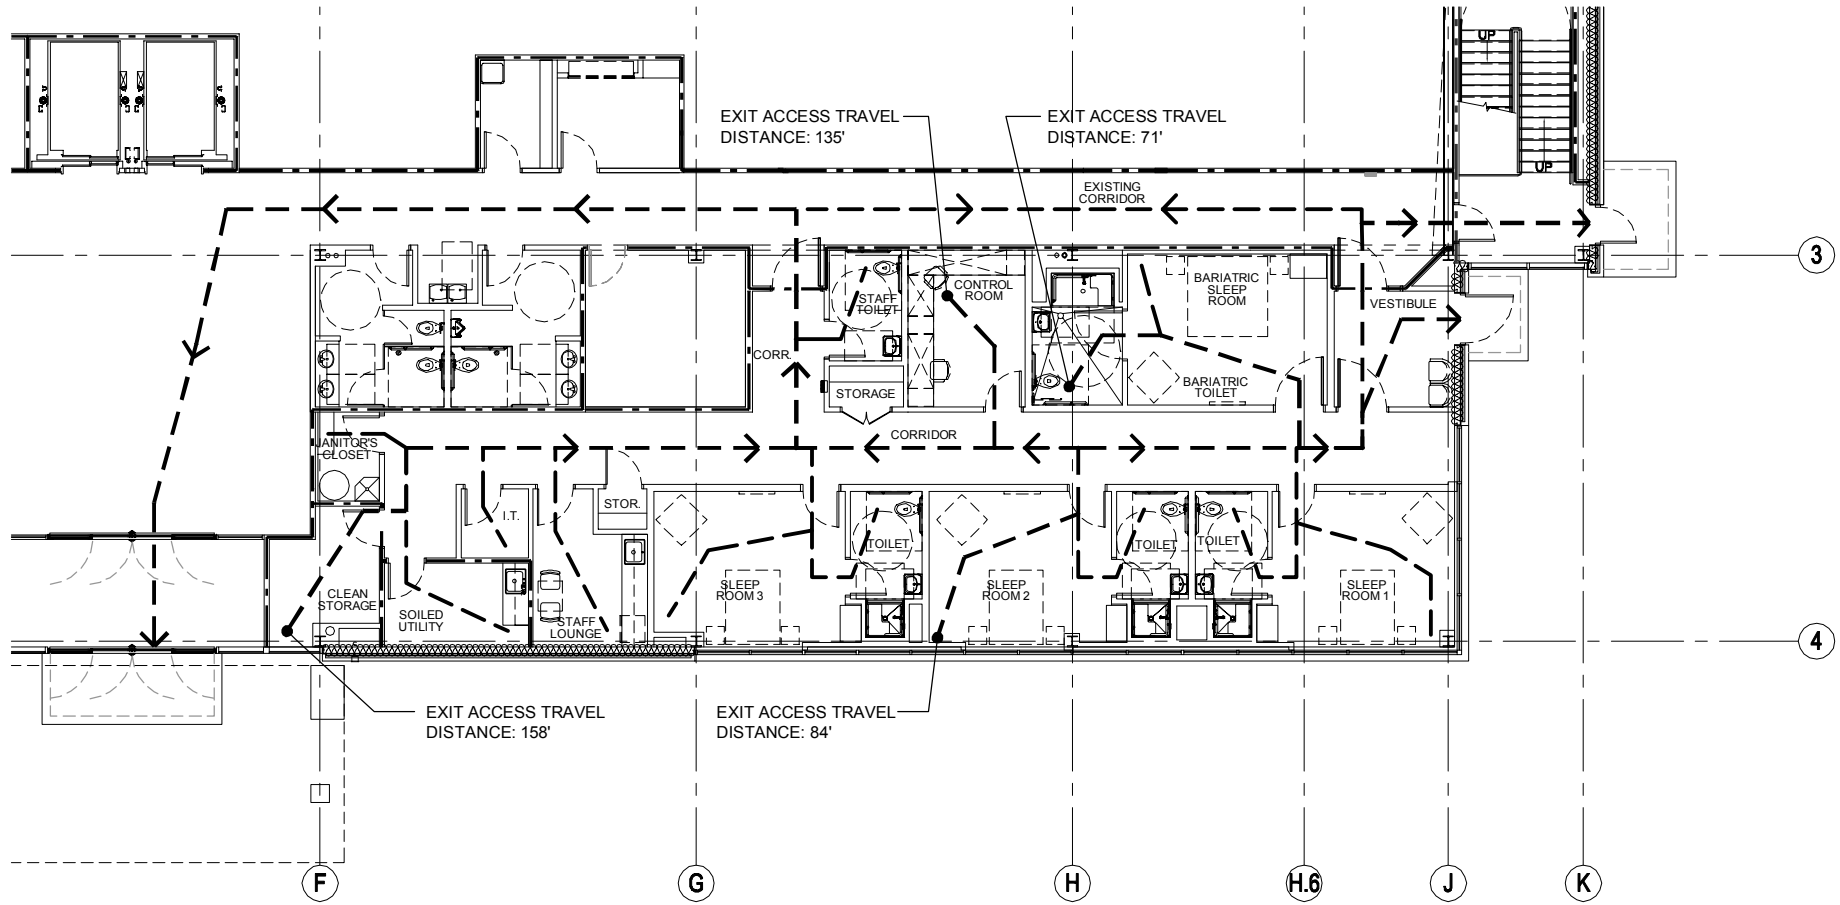 UP
UP
EXIT ACCESS TRAVEL
DISTANCE: 135'
EXIT ACCESS TRAVEL
DISTANCE: 71'
EXISTING
CORRIDOR
3
STAFF
TOILET
CONTROL
ROOM
BARIATRIC
SLEEP
ROOM
VESTIBULE
CORR.
STORAGE
BARIATRIC
TOILET
JANITOR'S
CLOSET
CORRIDOR
I.T.
STOR.
TOILET
TOILET
TOILET
CLEAN
STORAGE
SOILED
UTILITY
STAFF
LOUNGE
SLEEP
ROOM 3
SLEEP
ROOM 2
SLEEP
ROOM 1
4
EXIT ACCESS TRAVEL
DISTANCE: 158'
EXIT ACCESS TRAVEL
DISTANCE: 84'
F
G
H
H.6
J
K